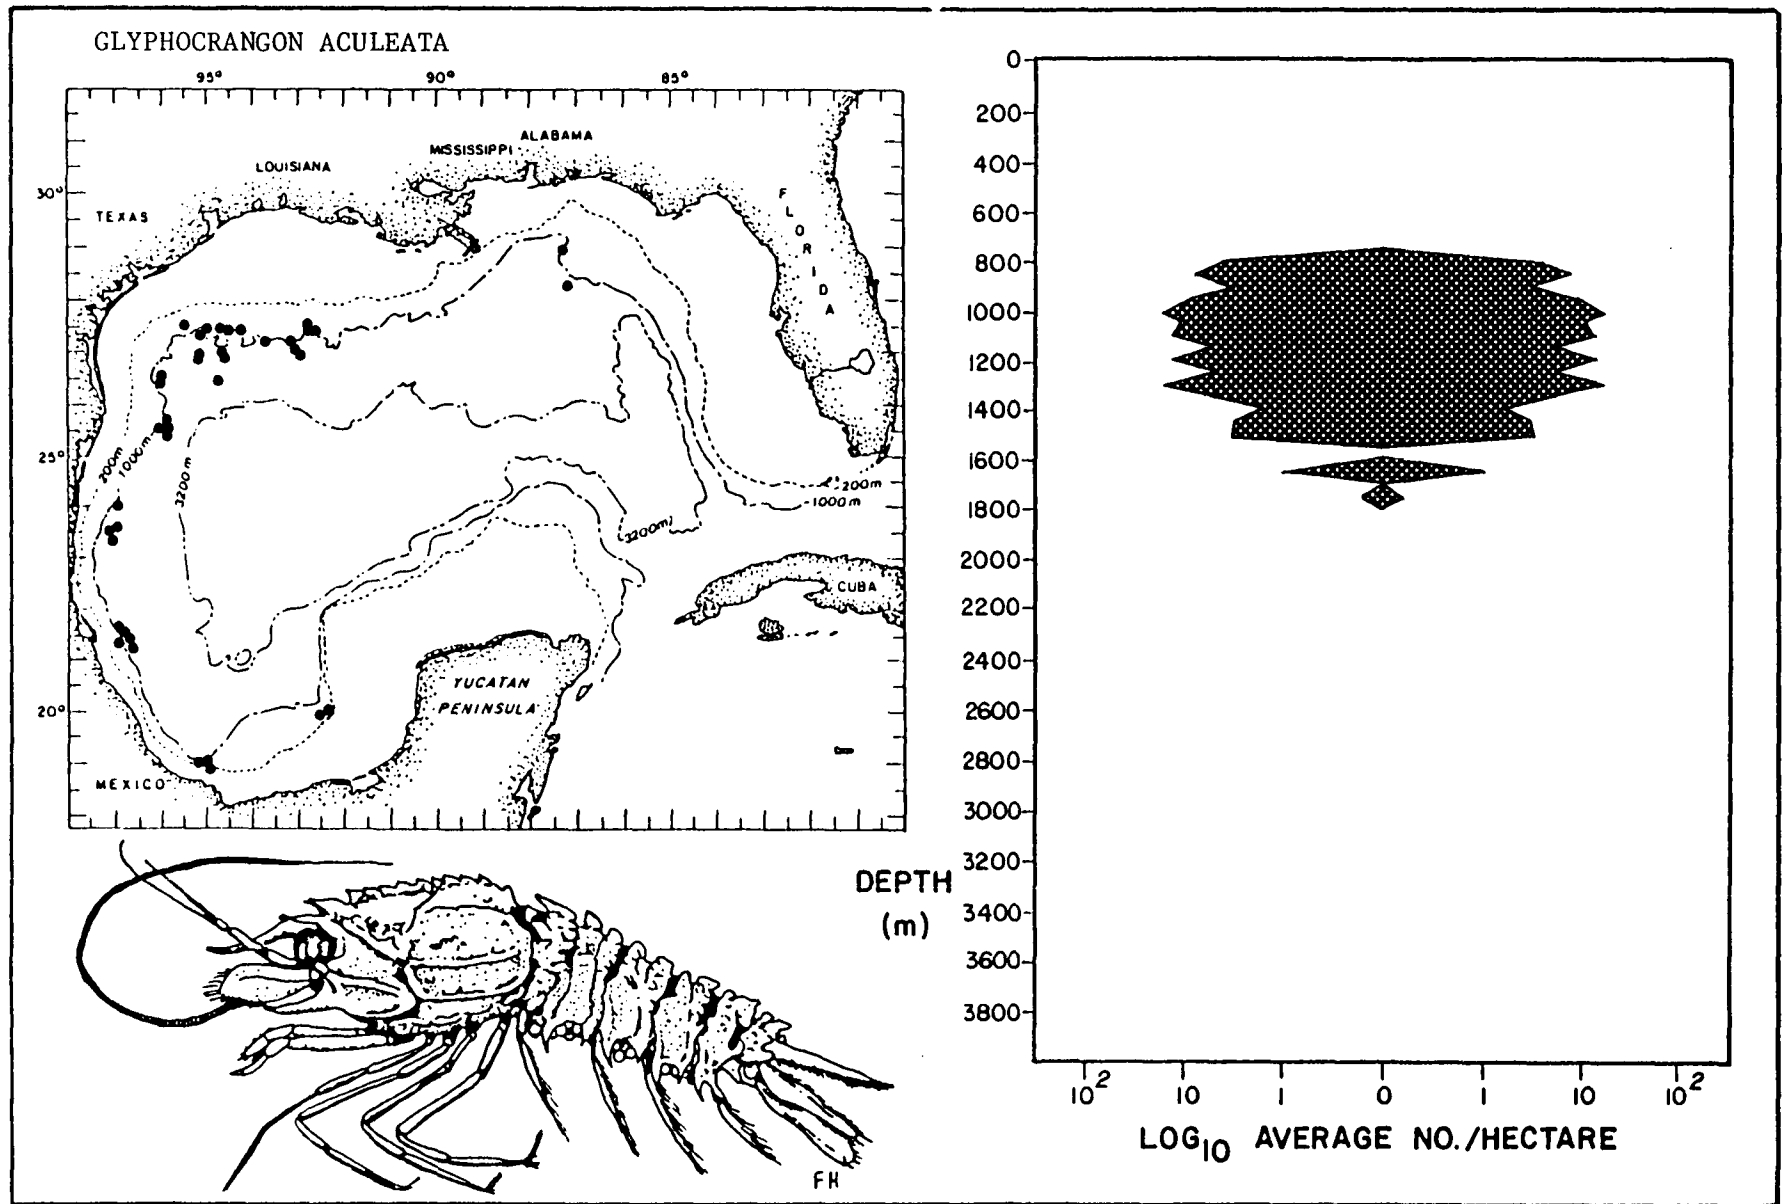 GLYPHOCRANGON ACULEATA
95° 90° 85°
ALABAMA
MISSISSIPPI
LOUISIANA
30°
TEXAS
FLORIDA
25°
200m
1000m
3200m
200m
1000m
3200m
CUBA
YUCATAN
PENINSULA
20°
MEXICO
FH
0
200
400
600
800
1000
1200
1400
1600
1800
2000
2200
2400
2600
2800
3000
3200
3400
3600
3800
DEPTH
(m)
10² 10 1 0 1 10 10²
LOG₁₀ AVERAGE NO./HECTARE